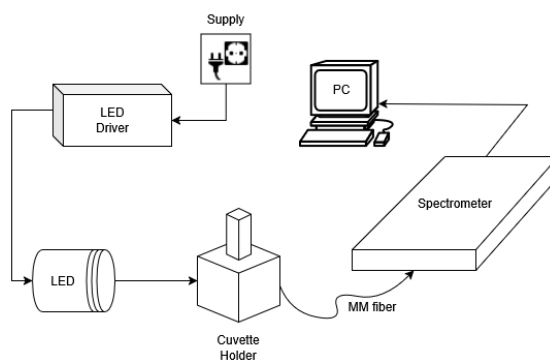 Supply
LED
Driver
PC
Spectrometer
LED
MM fiber
Cuvette
Holder